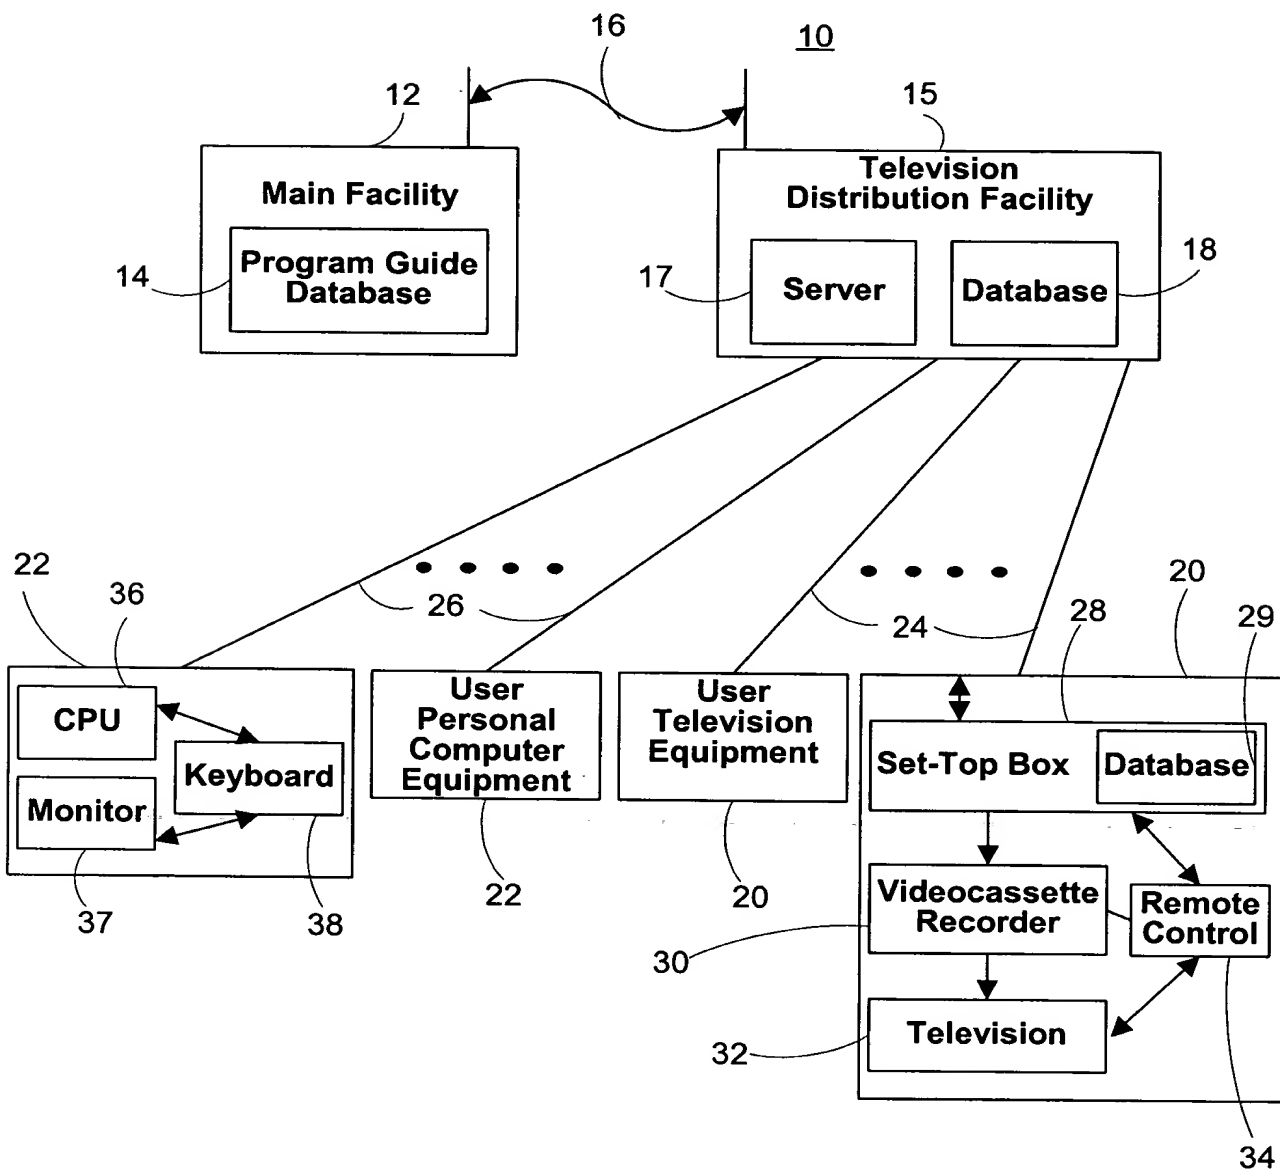 16
10
12
15
Main Facility
Program Guide
Database
14
Television
Distribution Facility
Server
Database
17
18
22
36
26
24
20
28
29
CPU
Keyboard
Monitor
37
38
User
Personal
Computer
Equipment
22
User
Television
Equipment
20
Set-Top Box
Database
Videocassette
Recorder
30
Remote
Control
Television
32
34